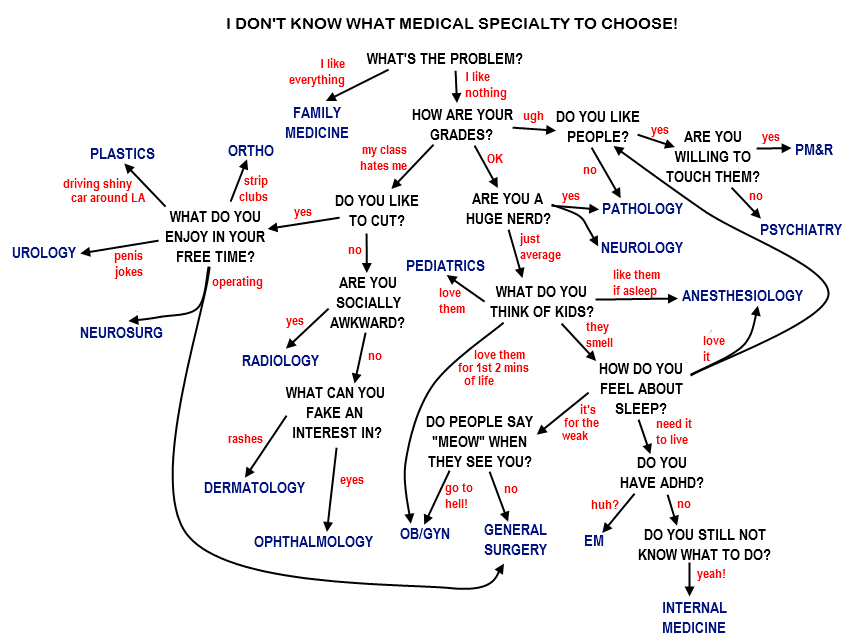 I DON'T KNOW WHAT MEDICAL SPECIALTY TO CHOOSE!
WHAT'S THE PROBLEM?
I like
everything
I like
nothing
FAMILY
MEDICINE
HOW ARE YOUR
GRADES?
ugh
DO YOU LIKE
PEOPLE?
yes
ARE YOU
WILLING TO
TOUCH THEM?
yes
PM&R
no
PSYCHIATRY
no
PATHOLOGY
my class
hates me
OK
PLASTICS
ORTHO
driving shiny
car around LA
strip
clubs
WHAT DO YOU
ENJOY IN YOUR
FREE TIME?
yes
DO YOU LIKE
TO CUT?
ARE YOU A
HUGE NERD?
yes
NEUROLOGY
UROLOGY
penis
jokes
operating
NEUROSURG
no
just
average
ARE YOU
SOCIALLY
AWKWARD?
yes
RADIOLOGY
no
PEDIATRICS
love
them
WHAT DO YOU
THINK OF KIDS?
like them
if asleep
ANESTHESIOLOGY
love them
for 1st 2 mins
of life
they
smell
love
it
HOW DO YOU
FEEL ABOUT
SLEEP?
WHAT CAN YOU
FAKE AN
INTEREST IN?
rashes
DERMATOLOGY
eyes
OPHTHALMOLOGY
it's
for the
weak
need it
to live
DO PEOPLE SAY
"MEOW" WHEN
THEY SEE YOU?
go to
hell!
no
OB/GYN
GENERAL
SURGERY
DO YOU
HAVE ADHD?
huh?
no
EM
DO YOU STILL NOT
KNOW WHAT TO DO?
yeah!
INTERNAL
MEDICINE